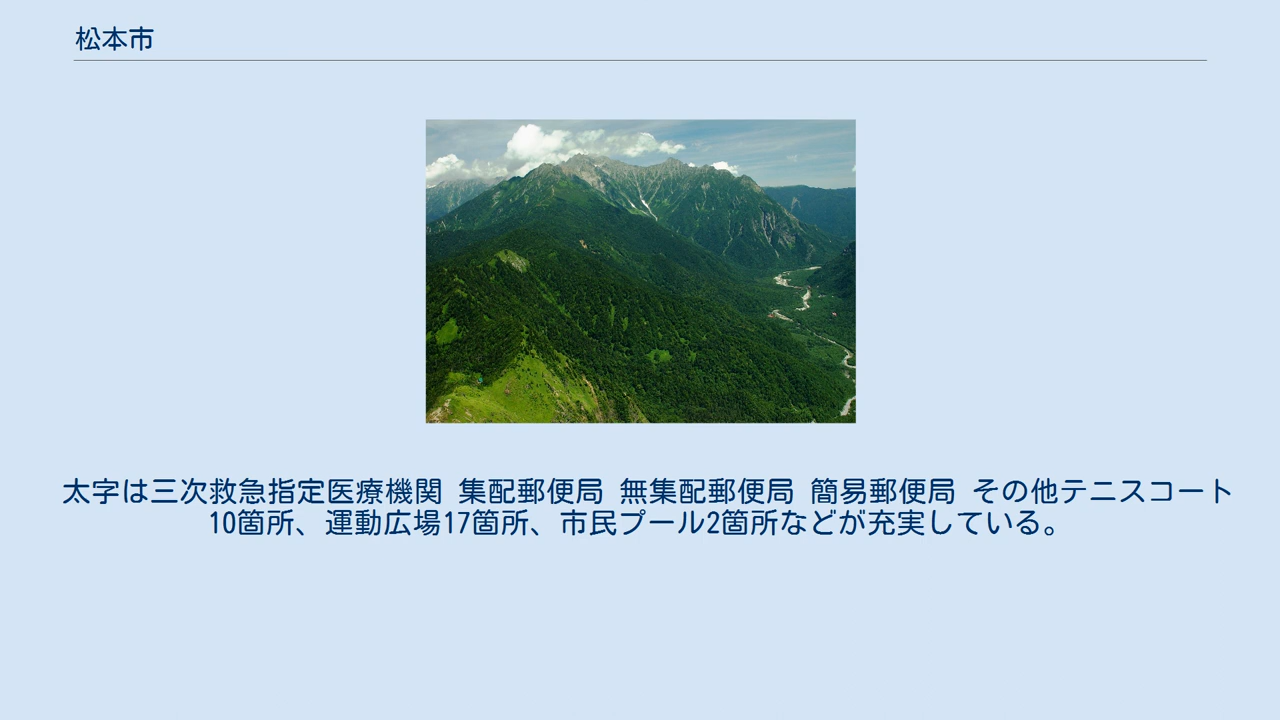 松本市
太字は三次救急指定医療機関 集配郵便局 無集配郵便局 簡易郵便局 その他テニスコート
10箇所、運動広場17箇所、市民プール2箇所などが充実している。